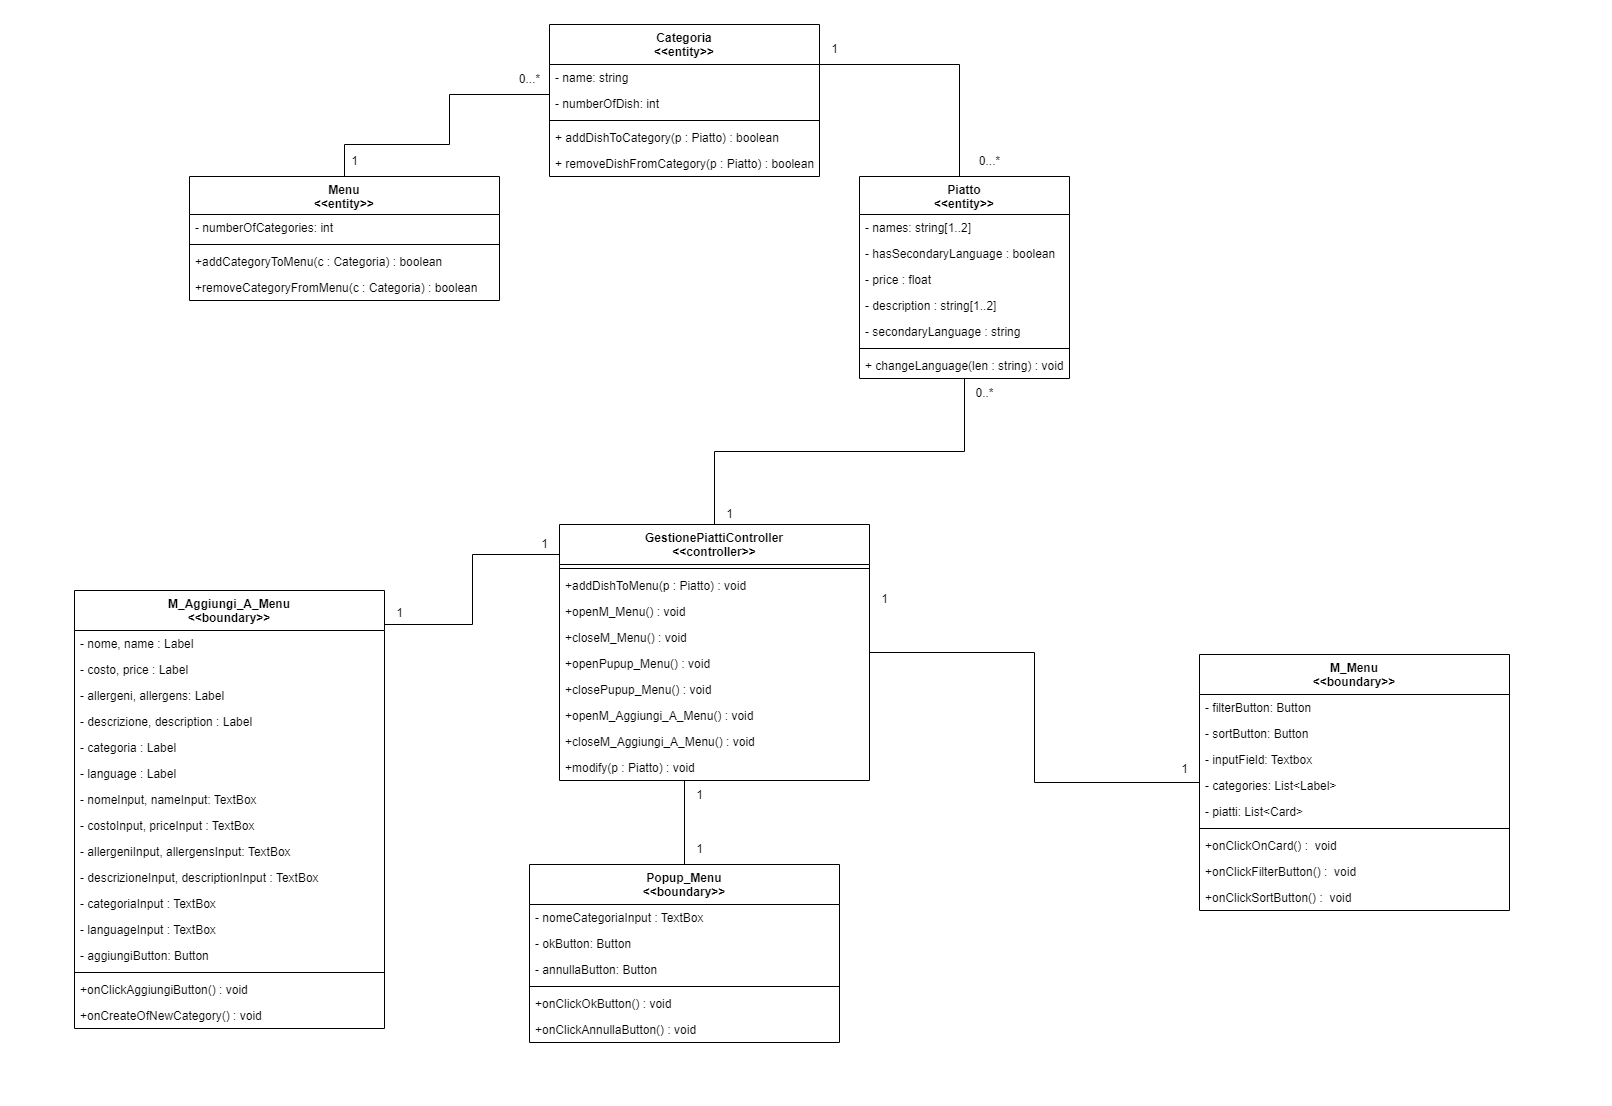 Categoria
<<entity>>
- name: string
- numberOfDish: int
+ addDishToCategory(p : Piatto) : boolean
+ removeDishFromCategory(p : Piatto) : boolean
1
0...*
0...*
1
Menu
<<entity>>
- numberOfCategories: int
+addCategoryToMenu(c : Categoria) : boolean
+removeCategoryFromMenu(c : Categoria) : boolean
Piatto
<<entity>>
- names: string[1..2]
- hasSecondaryLanguage : boolean
- price : float
- description : string[1..2]
- secondaryLanguage : string
+ changeLanguage(len : string) : void
0..*
1
GestionePiattiController
<<controller>>
+addDishToMenu(p : Piatto) : void
+openM_Menu() : void
+closeM_Menu() : void
+openPupup_Menu() : void
+closePupup_Menu() : void
+openM_Aggiungi_A_Menu() : void
+closeM_Aggiungi_A_Menu() : void
+modify(p : Piatto) : void
1
1
M_Aggiungi_A_Menu
<<boundary>>
- nome, name : Label
- costo, price : Label
- allergeni, allergens: Label
- descrizione, description : Label
- categoria : Label
- language : Label
- nomeInput, nameInput: TextBox
- costoInput, priceInput : TextBox
- allergeniInput, allergensInput: TextBox
- descrizioneInput, descriptionInput : TextBox
- categoriaInput : TextBox
- languageInput : TextBox
- aggiungiButton: Button
+onClickAggiungiButton() : void
+onCreateOfNewCategory() : void
1
1
Popup_Menu
<<boundary>>
- nomeCategoriaInput : TextBox
- okButton: Button
- annullaButton: Button
+onClickOkButton() : void
+onClickAnnullaButton() : void
1
1
M_Menu
<<boundary>>
- filterButton: Button
- sortButton: Button
- inputField: Textbox
- categories: List<Label>
- piatti: List<Card>
+onClickOnCard() :  void
+onClickFilterButton() :  void
+onClickSortButton() :  void